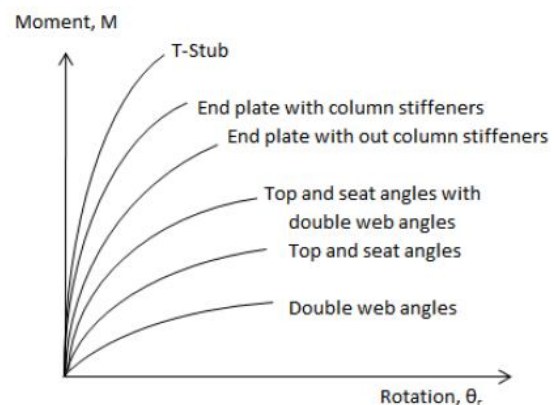 Moment, M
T-Stub
End plate with column stiffeners
End plate with out column stiffeners
Top and seat angles with
double web angles
Top and seat angles
Double web angles
Rotation, θr